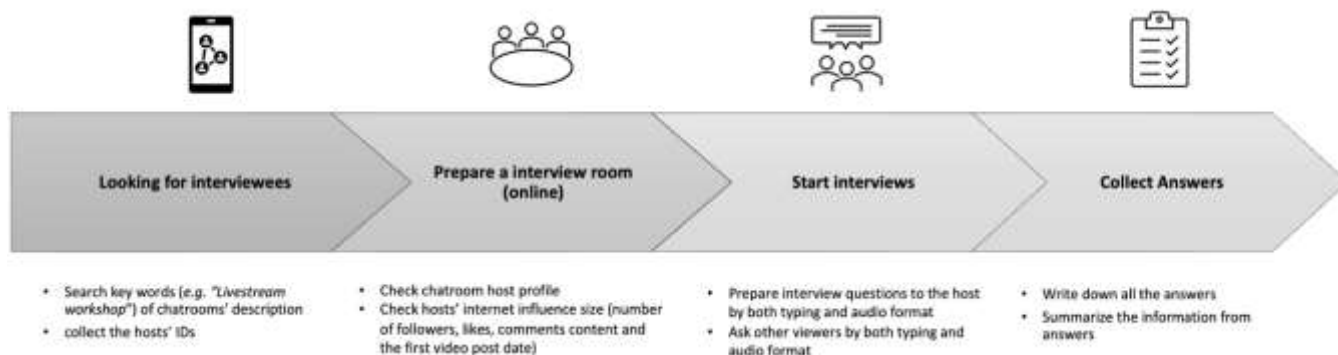 Looking for interviewees
Prepare a interview room
(online)
Start interviews
Collect Answers
• Search key words (e.g. "Livestream
workshop") of chatrooms' description
• collect the hosts' IDs
• Check chatroom host profile
• Check hosts' internet influence size (number
of followers, likes, comments content and
the first video post date)
• Prepare interview questions to the host
by both typing and audio format
• Ask other viewers by both typing and
audio format
• Write down all the answers
• Summarize the information from
answers